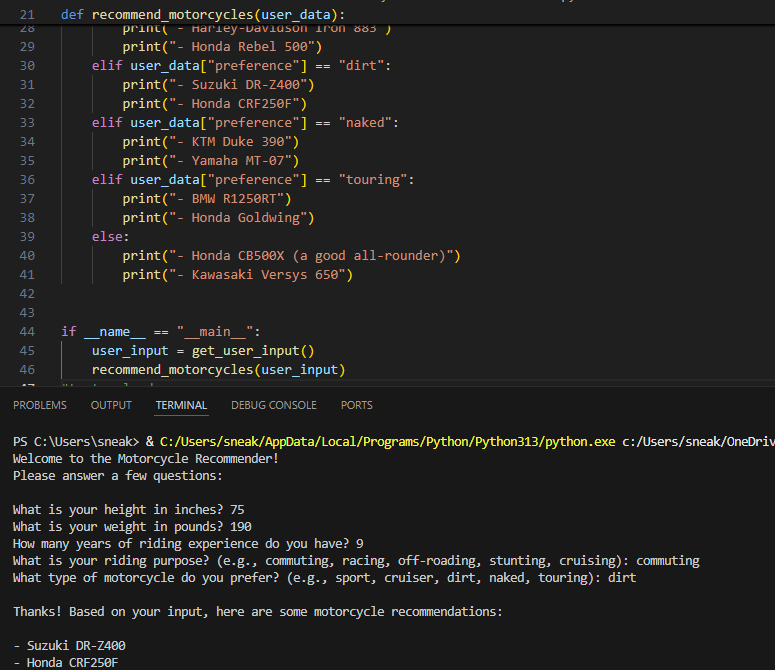 21 def recommend_motorcycles(user_data):
28 print("- Harley-Davidson Iron 883")
29 print("- Honda Rebel 500")
30 elif user_data["preference"] == "dirt":
31 print("- Suzuki DR-Z400")
32 print("- Honda CRF250F")
33 elif user_data["preference"] == "naked":
34 print("- KTM Duke 390")
35 print("- Yamaha MT-07")
36 elif user_data["preference"] == "touring":
37 print("- BMW R1250RT")
38 print("- Honda Goldwing")
39 else:
40 print("- Honda CB500X (a good all-rounder)")
41 print("- Kawasaki Versys 650")
42
43
44 if __name__ == "__main__":
45 user_input = get_user_input()
46 recommend_motorcycles(user_input)
47
PROBLEMS OUTPUT TERMINAL DEBUG CONSOLE PORTS
PS C:\Users\sneak> & C:/Users/sneak/AppData/Local/Programs/Python/Python313/python.exe c:/Users/sneak/OneDriv
Welcome to the Motorcycle Recommender!
Please answer a few questions:
What is your height in inches? 75
What is your weight in pounds? 190
How many years of riding experience do you have? 9
What is your riding purpose? (e.g., commuting, racing, off-roading, stunting, cruising): commuting
What type of motorcycle do you prefer? (e.g., sport, cruiser, dirt, naked, touring): dirt
Thanks! Based on your input, here are some motorcycle recommendations:
- Suzuki DR-Z400
- Honda CRF250F